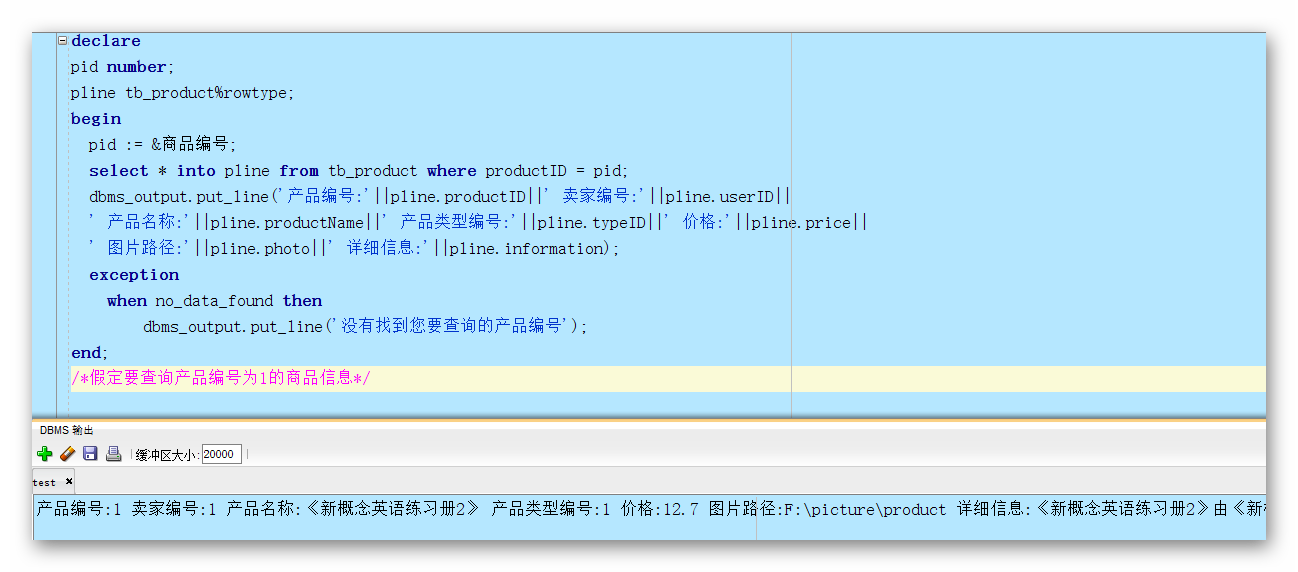 declare
pid number;
pline tb_product%rowtype;
begin
pid := &商品编号;
select * into pline from tb_product where productID = pid;
dbms_output.put_line('产品编号:'||pline.productID||' 卖家编号:'||pline.userID||
' 产品名称:'||pline.productName||' 产品类型编号:'||pline.typeID||' 价格:'||pline.price||
' 图片路径:'||pline.photo||' 详细信息:'||pline.information);
exception
when no_data_found then
dbms_output.put_line('没有找到您要查询的产品编号');
end;
/*假定要查询产品编号为1的商品信息*/
DBMS 输出
缓冲区大小: 20000
test ×
产品编号:1 卖家编号:1 产品名称:《新概念英语练习册2》 产品类型编号:1 价格:12.7 图片路径:F:\picture\product 详细信息:《新概念英语练习册2》由《新